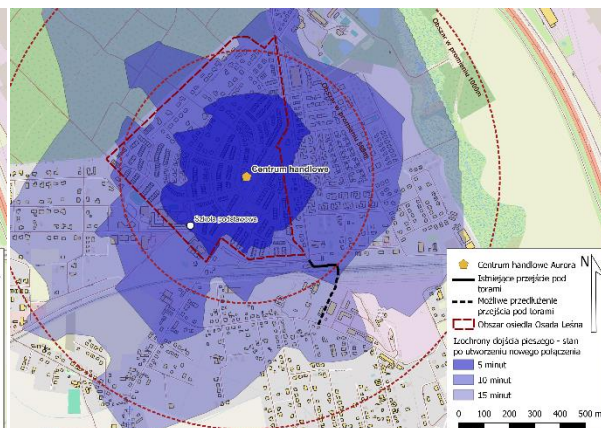 Obszar w promieniu 1000m
Obszar w promieniu 500m
Centrum handlowe
Szkoła podstawowa
N
Centrum handlowe Aurora
Istniejące przejście pod
torami
Możliwe przedłużenie
przejścia pod torami
Obszar osiedla Osada Leśna
Izochrony dojścia pieszego - stan
po utworzeniu nowego połączenia
5 minut
10 minut
15 minut
0 100 200 300 400 500 m